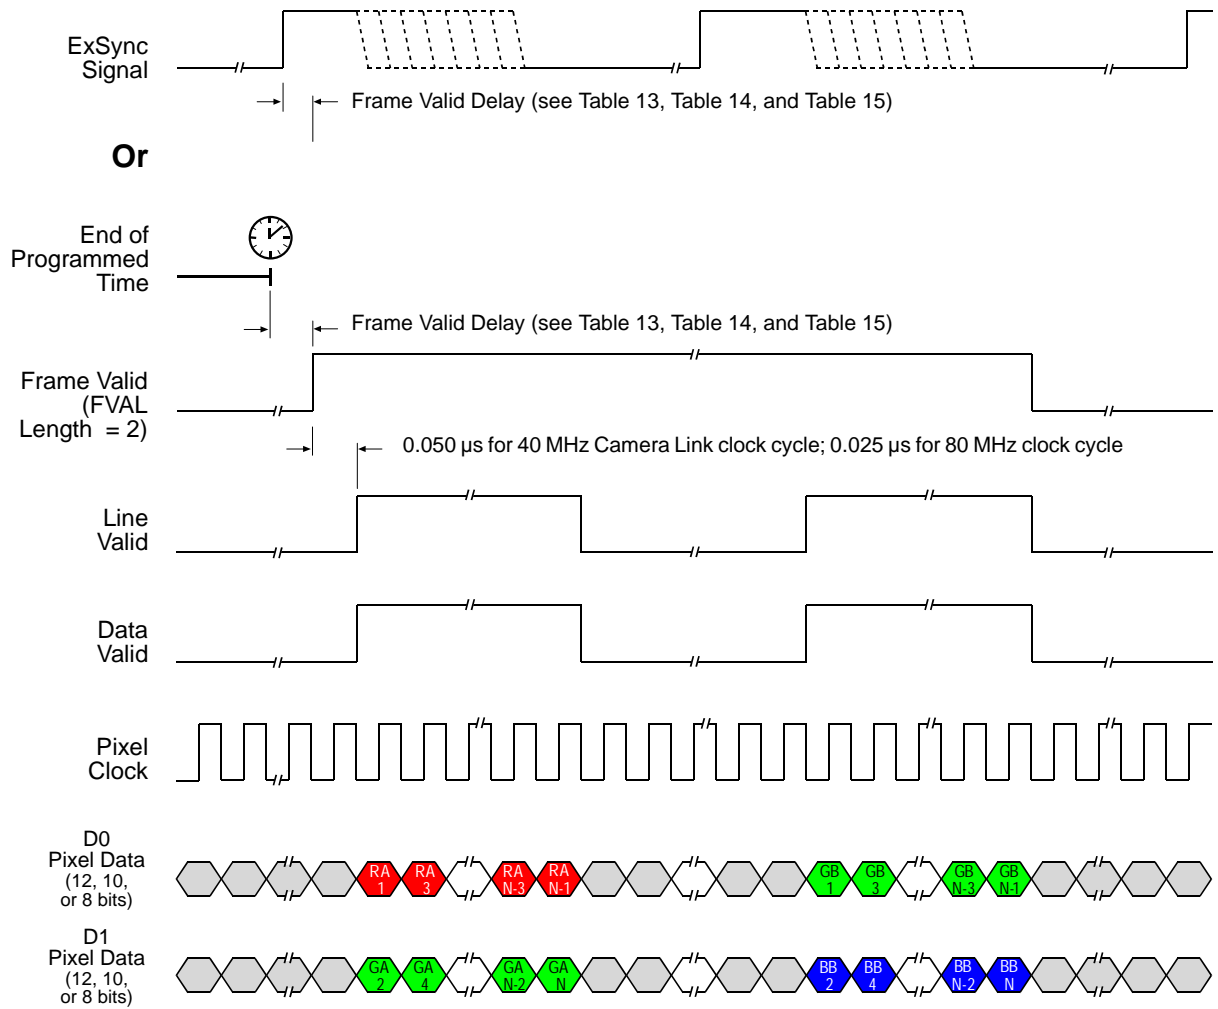 ExSync
Signal
Frame Valid Delay (see Table 13, Table 14, and Table 15)
Or
End of
Programmed
Time
Frame Valid Delay (see Table 13, Table 14, and Table 15)
Frame Valid
(FVAL
Length = 2)
0.050 µs for 40 MHz Camera Link clock cycle; 0.025 µs for 80 MHz clock cycle
Line
Valid
Data
Valid
Pixel
Clock
D0
Pixel Data
(12, 10,
or 8 bits)
RA
1
RA
3
RA
N-3
RA
N-1
GB
1
GB
3
GB
N-3
GB
N-1
D1
Pixel Data
(12, 10,
or 8 bits)
GA
2
GA
4
GA
N-2
GA
N
BB
2
BB
4
BB
N-2
BB
N